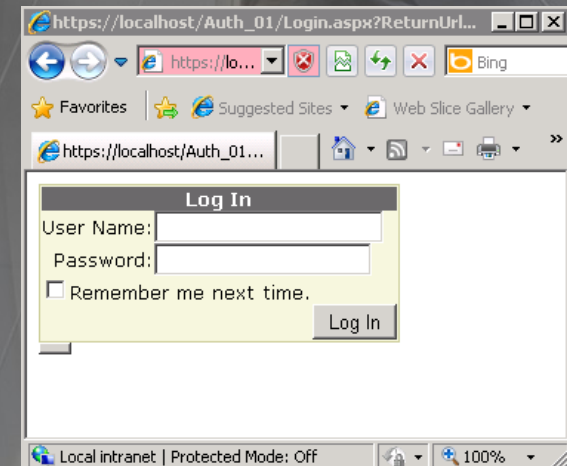 https://localhost/Auth_01/Login.aspx?ReturnUrl...
https://lo...
Bing
Favorites Suggested Sites Web Slice Gallery
https://localhost/Auth_01...
»
Log In
User Name:
Password:
Remember me next time.
Log In
Local intranet | Protected Mode: Off 100%